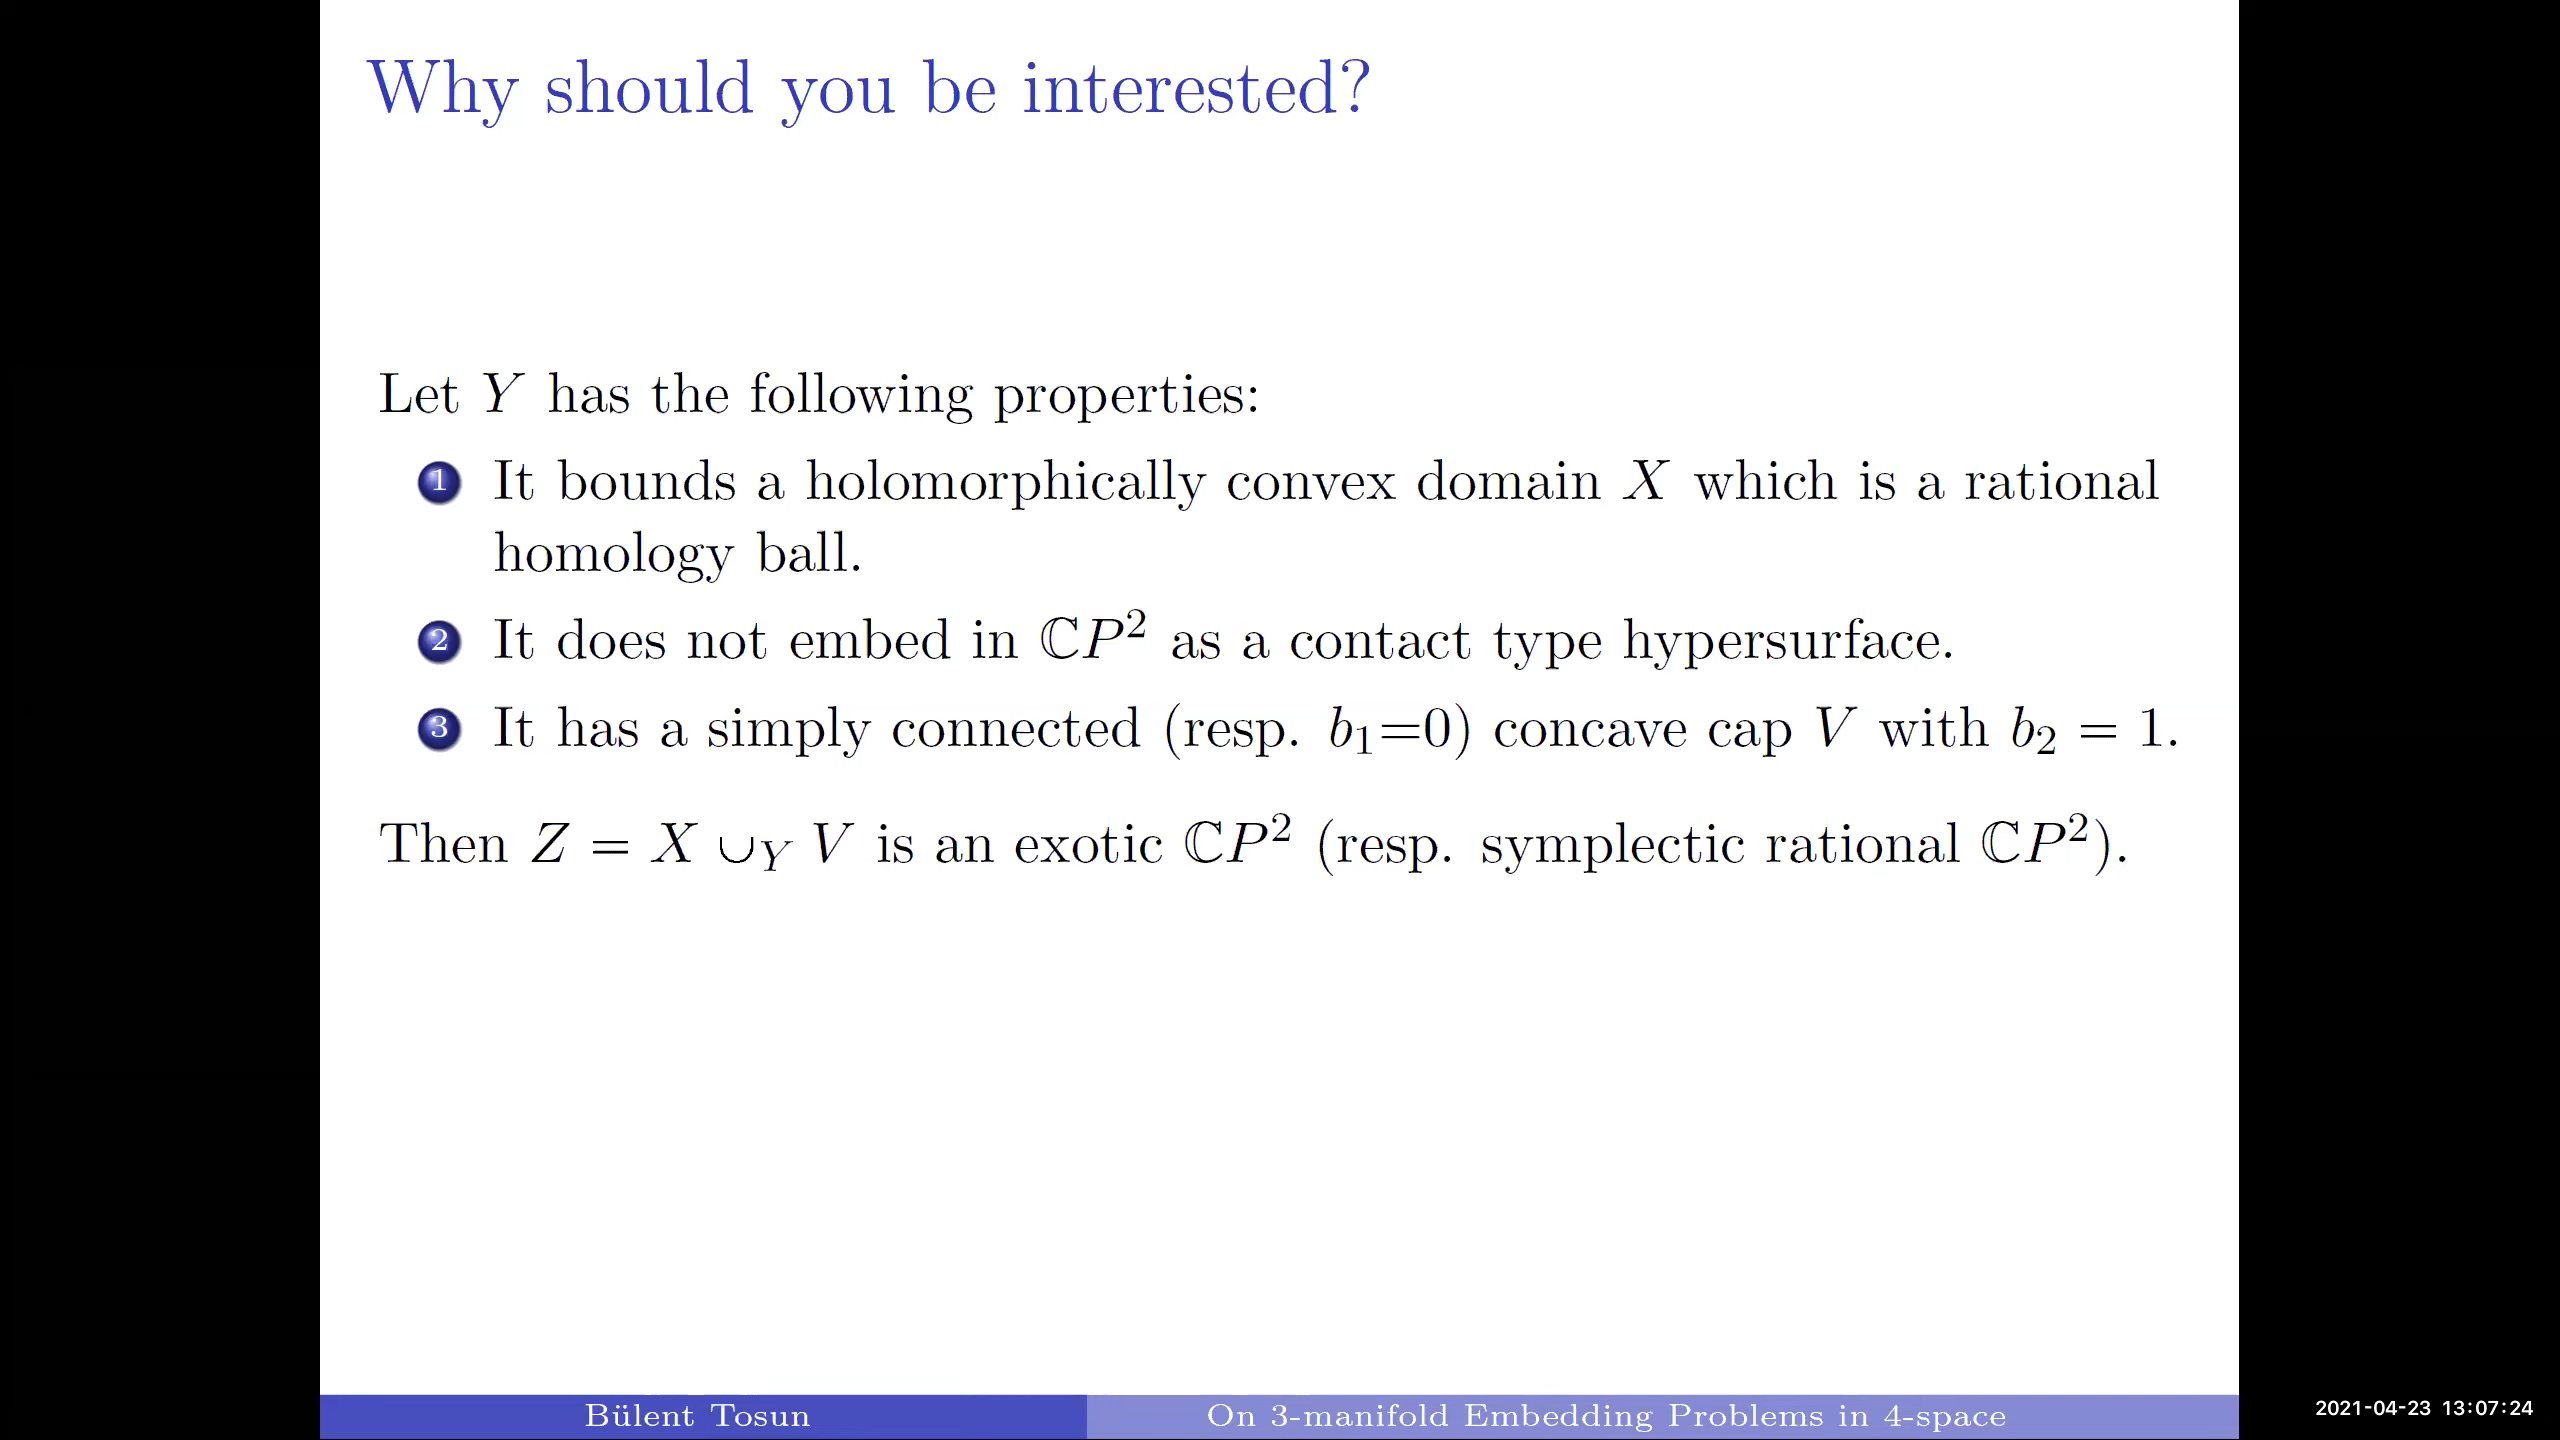 Why should you be interested?
Let Y has the following properties:
1 It bounds a holomorphically convex domain X which is a rational
homology ball.
2 It does not embed in ℂP² as a contact type hypersurface.
3 It has a simply connected (resp. b₁=0) concave cap V with b₂ = 1.
Then Z = X ∪_Y V is an exotic ℂP² (resp. symplectic rational ℂP²).
Bülent Tosun
On 3-manifold Embedding Problems in 4-space
2021-04-23 13:07:24